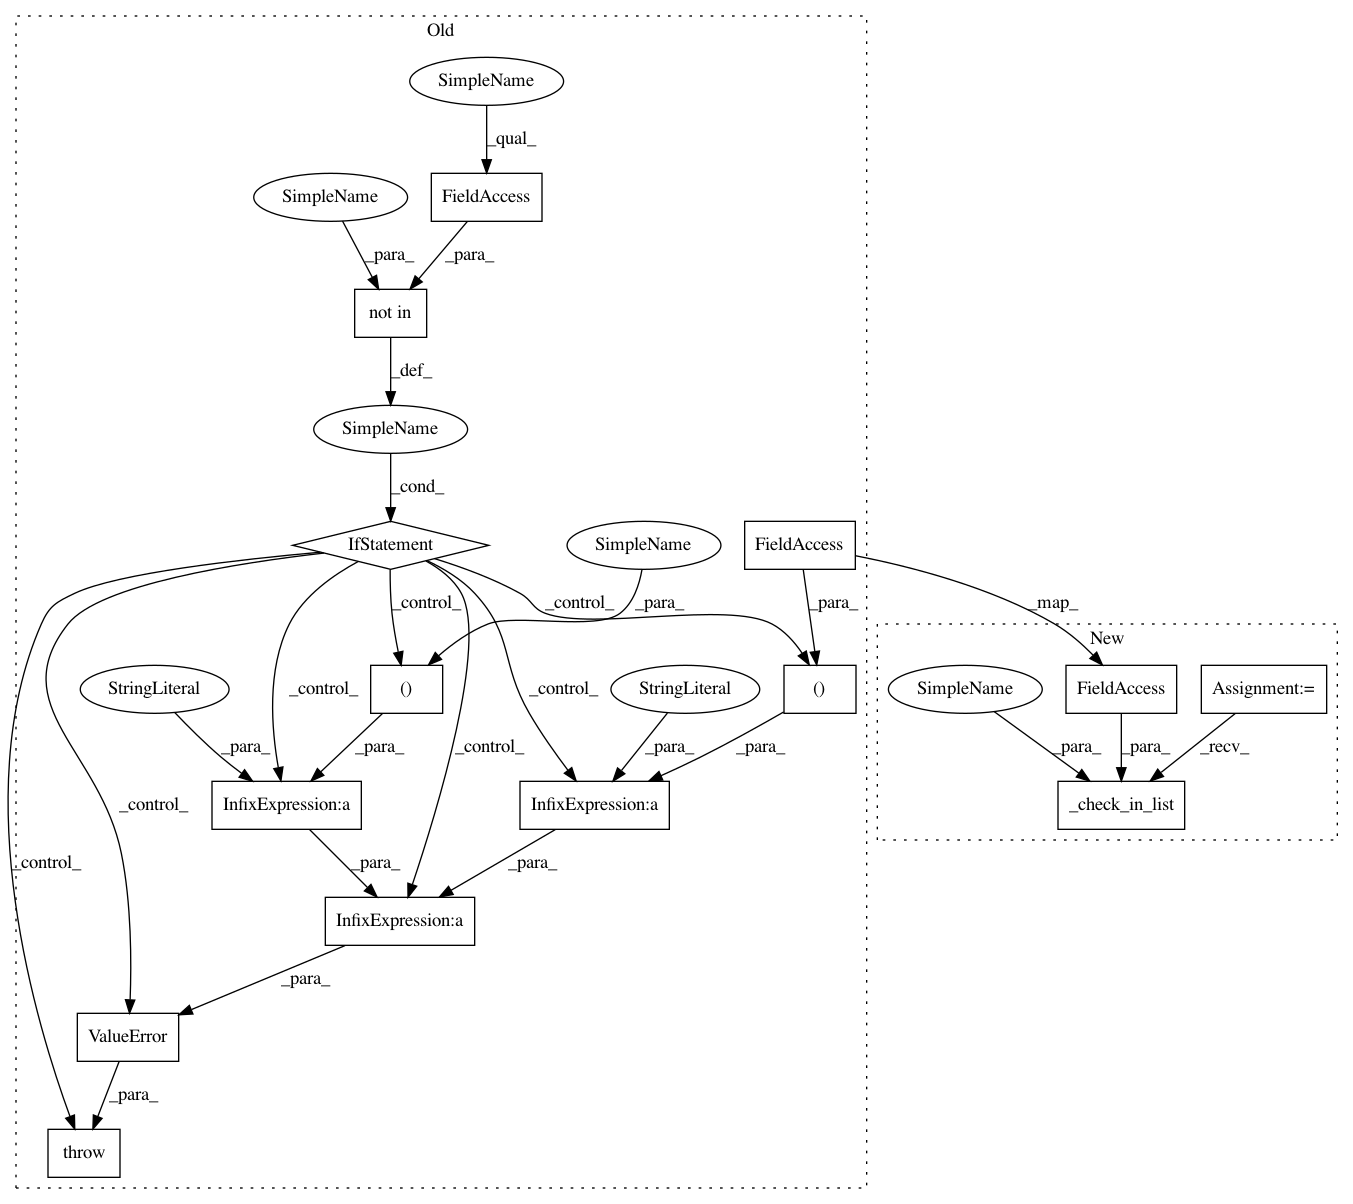 Old
SimpleName
_qual_
SimpleName
FieldAccess
_para_
_para_
not in
_def_
SimpleName
_cond_
IfStatement
SimpleName
FieldAccess
_control_
_para_
_control_
_para_
_map_
New
StringLiteral
()
StringLiteral
()
SimpleName
FieldAccess
Assignment:=
_control_
_control_
_para_
_para_
_control_
_para_
_para_
_para_
_para_
_recv_
InfixExpression:a
InfixExpression:a
_check_in_list
_control_
_control_
_para_
_para_
InfixExpression:a
_para_
ValueError
_para_
throw